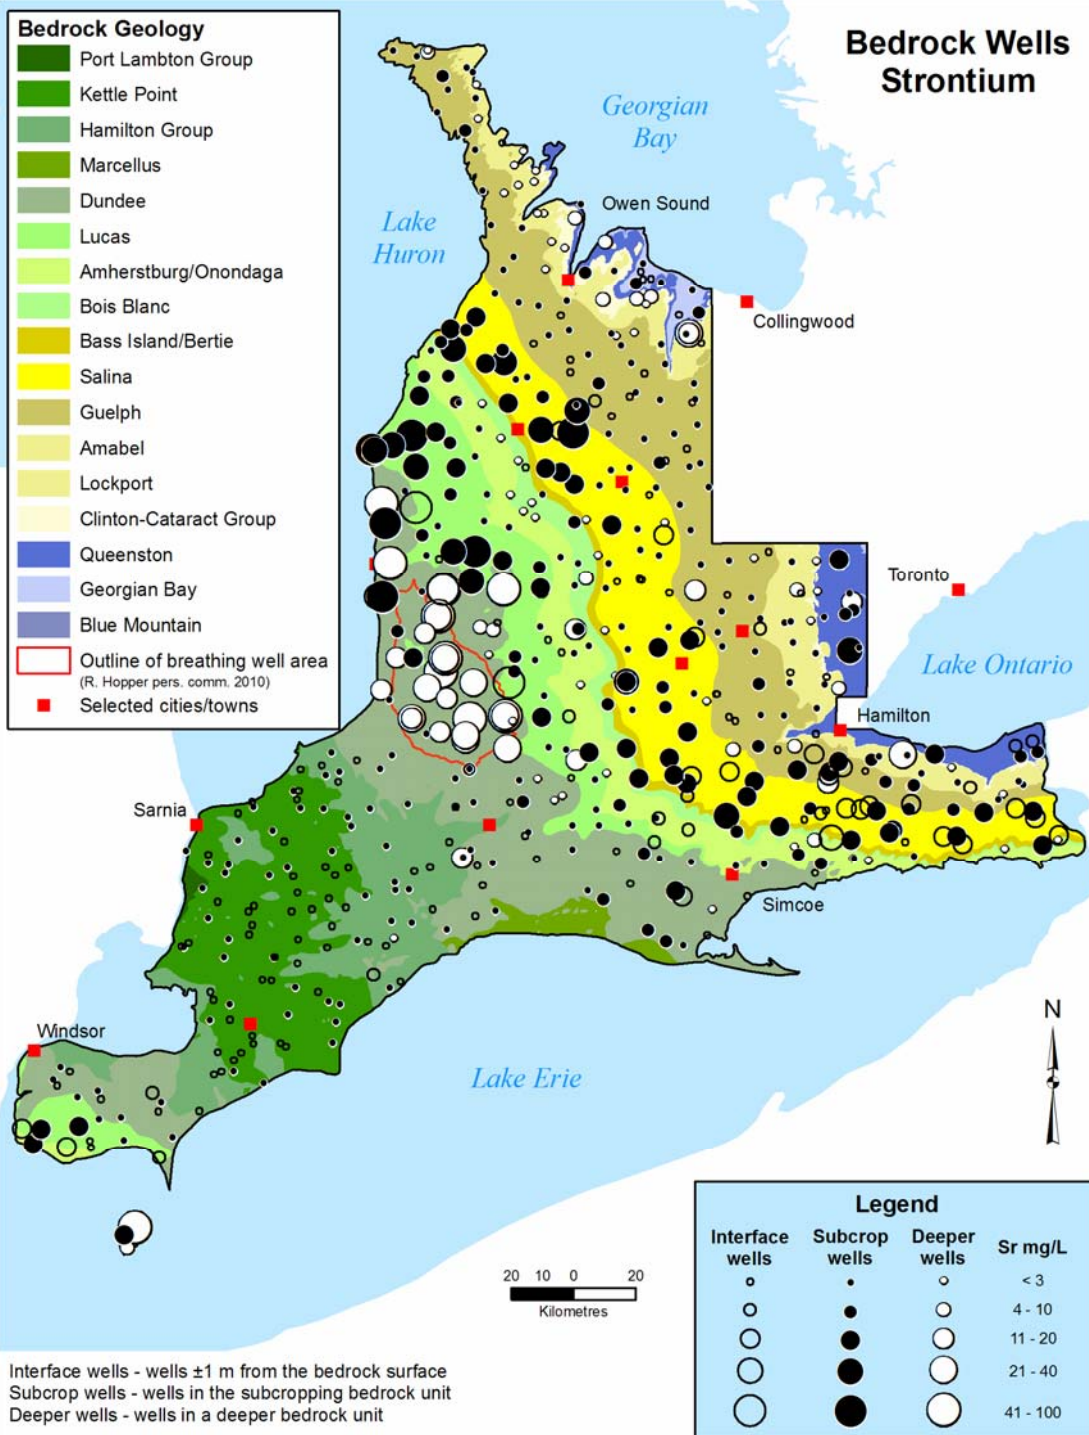 Bedrock Geology
Port Lambton Group
Kettle Point
Hamilton Group
Marcellus
Dundee
Lucas
Amherstburg/Onondaga
Bois Blanc
Bass Island/Bertie
Salina
Guelph
Amabel
Lockport
Clinton-Cataract Group
Queenston
Georgian Bay
Blue Mountain
Outline of breathing well area
(R. Hopper pers. comm. 2010)
Selected cities/towns
Bedrock Wells
Strontium
Georgian
Bay
Owen Sound
Lake
Huron
Collingwood
Toronto
Lake Ontario
Hamilton
Sarnia
Simcoe
Windsor
Lake Erie
N
20 10 0 20
Kilometres
Legend
Interface wells Subcrop wells Deeper wells Sr mg/L
< 3
4 - 10
11 - 20
21 - 40
41 - 100
Interface wells - wells ±1 m from the bedrock surface
Subcrop wells - wells in the subcropping bedrock unit
Deeper wells - wells in a deeper bedrock unit